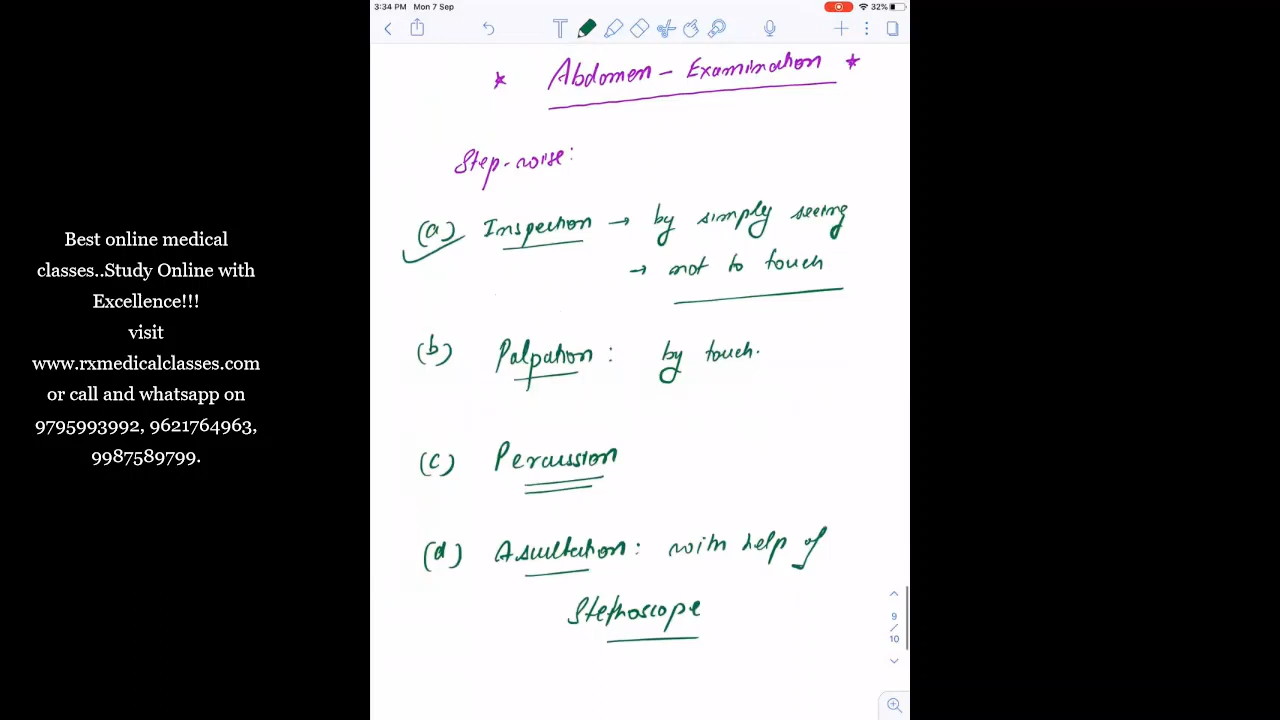 3:34 PM Mon 7 Sep
32%
T
* Abdomen - Examination *
Step-wise:
(a) Inspection → by simply seeing
→ not to touch
(b) Palpation : by touch.
(c) Percussion
(d) Asultation : with help of
Stethoscope
9
/
10
Best online medical
classes..Study Online with
Excellence!!!
visit
www.rxmedicalclasses.com
or call and whatsapp on
9795993992, 9621764963,
9987589799.